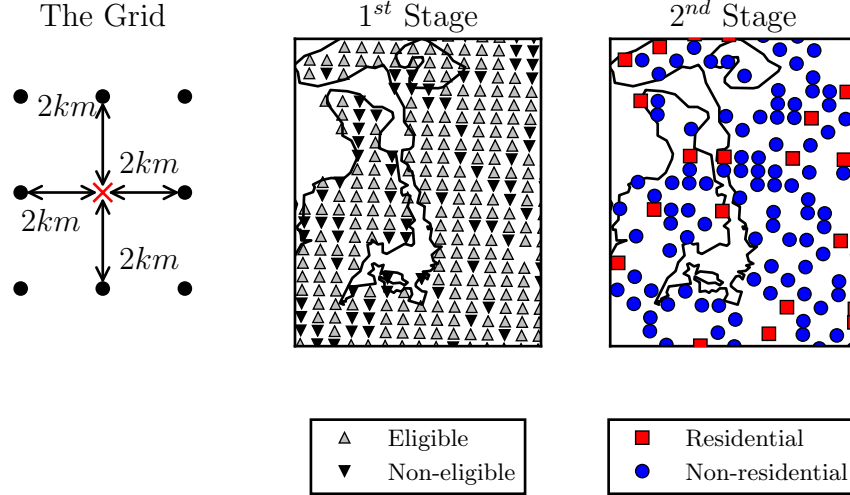 The Grid
1st Stage
2nd Stage
2km
2km
2km
2km
Eligible
Non-eligible
Residential
Non-residential